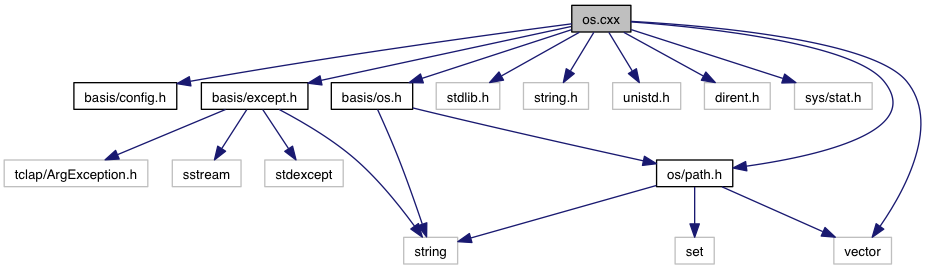 os.cxx
basis/config.h
basis/except.h
basis/os.h
stdlib.h
string.h
unistd.h
dirent.h
sys/stat.h
tclap/ArgException.h
sstream
stdexcept
os/path.h
string
set
vector